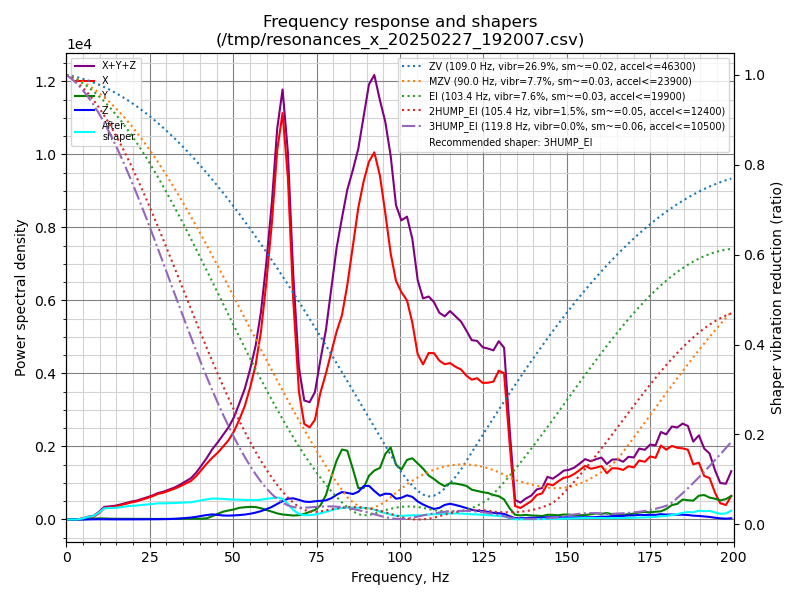 Frequency response and shapers
(/tmp/resonances_x_20250227_192007.csv)
1e4
X+Y+Z
X
Y
Z
After
shaper
ZV (109.0 Hz, vibr=26.9%, sm~=0.02, accel<=46300)
MZV (90.0 Hz, vibr=7.7%, sm~=0.03, accel<=23900)
EI (103.4 Hz, vibr=7.6%, sm~=0.03, accel<=19900)
2HUMP_EI (105.4 Hz, vibr=1.5%, sm~=0.05, accel<=12400)
3HUMP_EI (119.8 Hz, vibr=0.0%, sm~=0.06, accel<=10500)
Recommended shaper: 3HUMP_EI
Power spectral density
1.2
1.0
0.8
0.6
0.4
0.2
0.0
1.0
0.8
0.6
0.4
0.2
0.0
Shaper vibration reduction (ratio)
0 25 50 75 100 125 150 175 200
Frequency, Hz